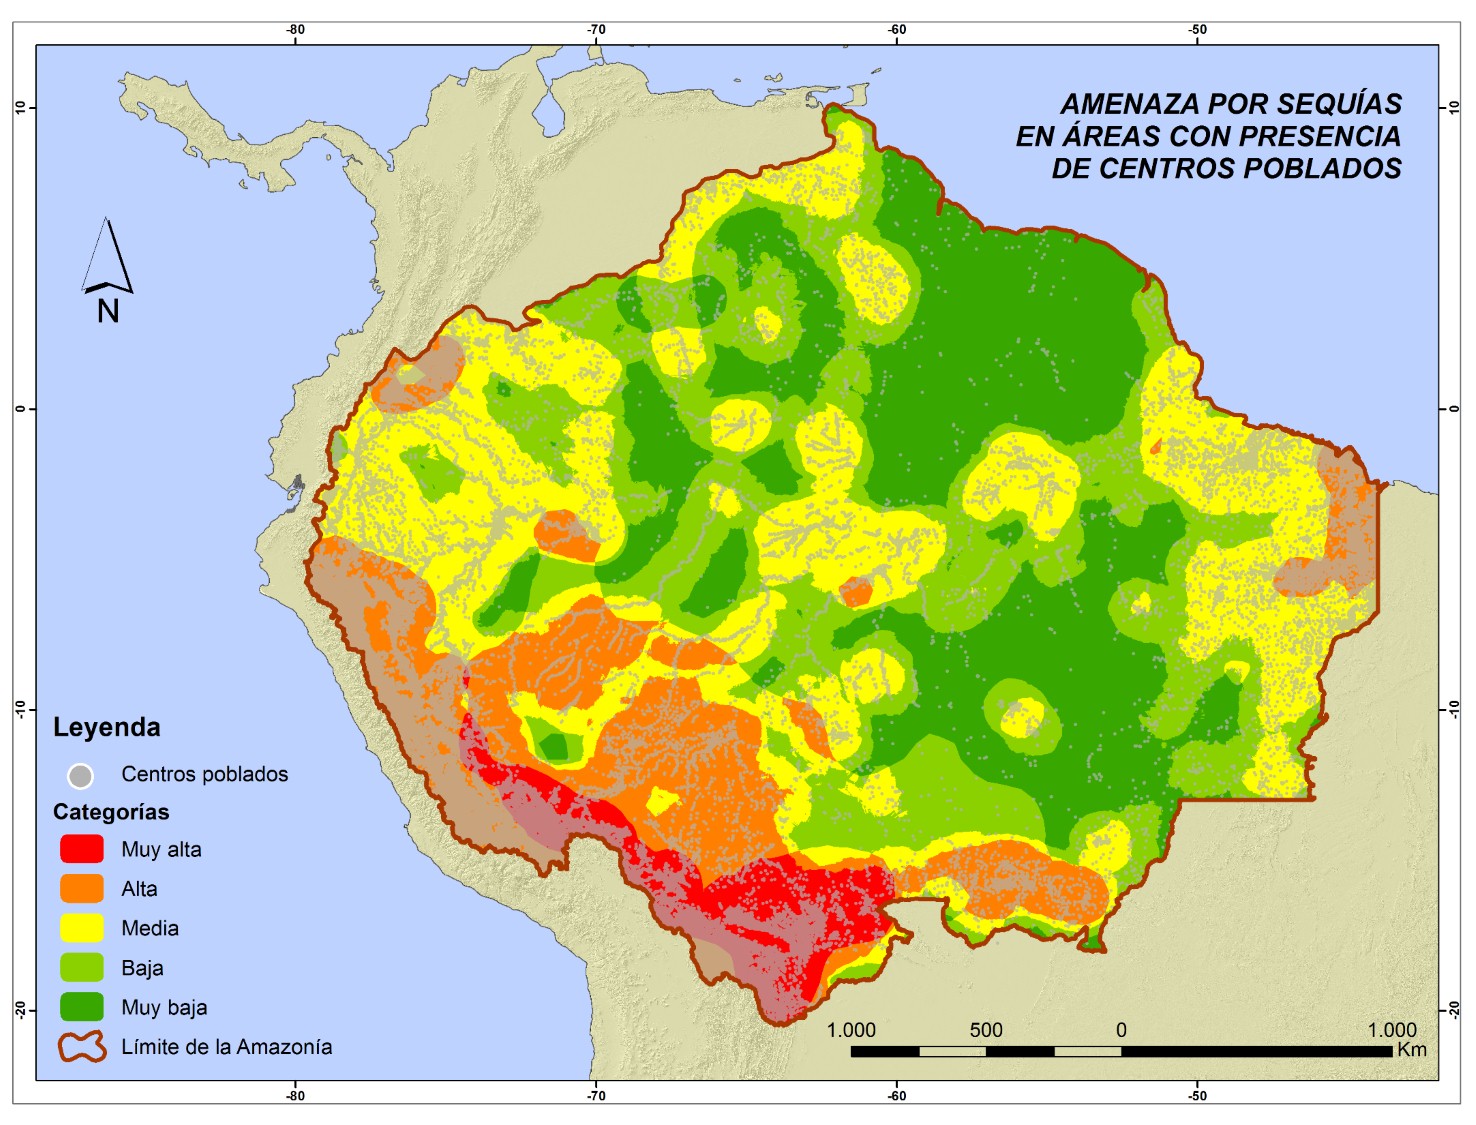 -80 -70 -60 -50
10 10
AMENAZA POR SEQUÍAS
EN ÁREAS CON PRESENCIA
DE CENTROS POBLADOS
N
0 0
-10 -10
Leyenda
Centros poblados
Categorías
Muy alta
Alta
Media
Baja
Muy baja
Límite de la Amazonía
-20 -20
1.000 500 0 1.000
Km
-80 -70 -60 -50